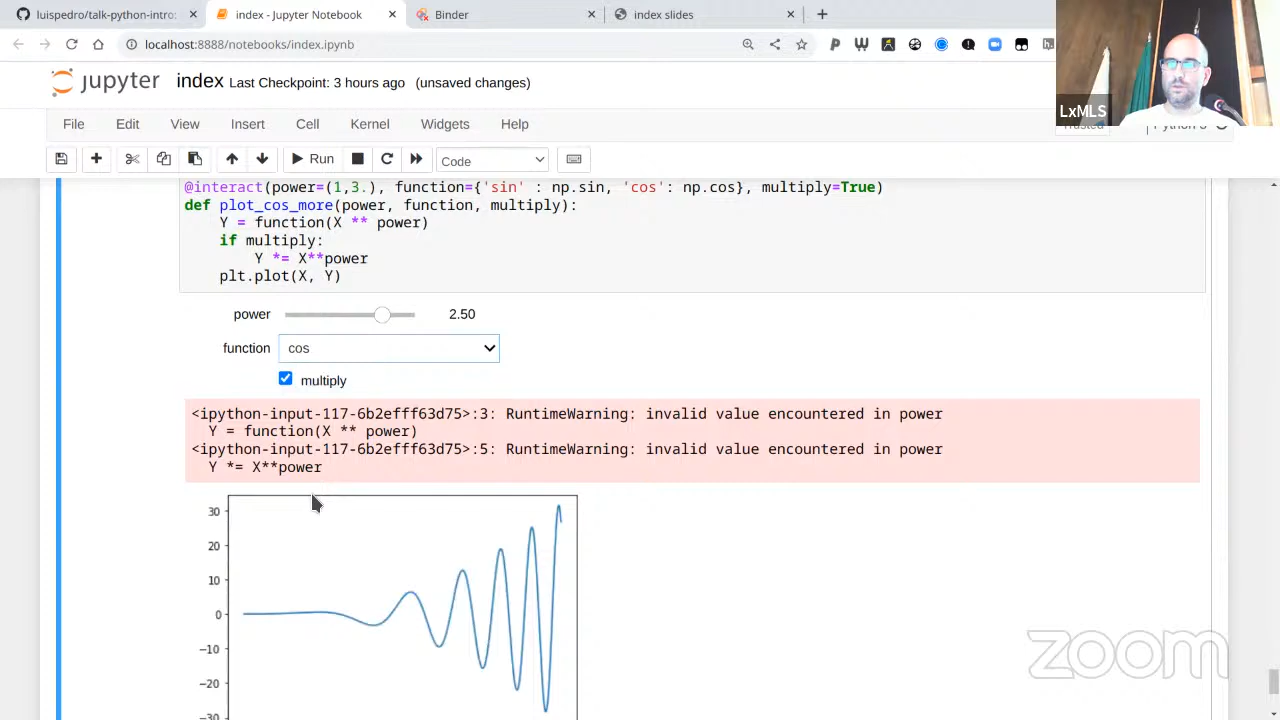 luispedro/talk-python-intro:
index - Jupyter Notebook
Binder
index slides
localhost:8888/notebooks/index.ipynb
jupyter index Last Checkpoint: 3 hours ago (unsaved changes)
LxMLS
File Edit View Insert Cell Kernel Widgets Help
Trusted
Run
Code
@interact(power=(1,3.), function={'sin' : np.sin, 'cos': np.cos}, multiply=True)
def plot_cos_more(power, function, multiply):
    Y = function(X ** power)
    if multiply:
        Y *= X**power
    plt.plot(X, Y)
power 2.50
function cos
multiply
<ipython-input-117-6b2efff63d75>:3: RuntimeWarning: invalid value encountered in power
  Y = function(X ** power)
<ipython-input-117-6b2efff63d75>:5: RuntimeWarning: invalid value encountered in power
  Y *= X**power
30
20
10
0
−10
−20
−30
zoom